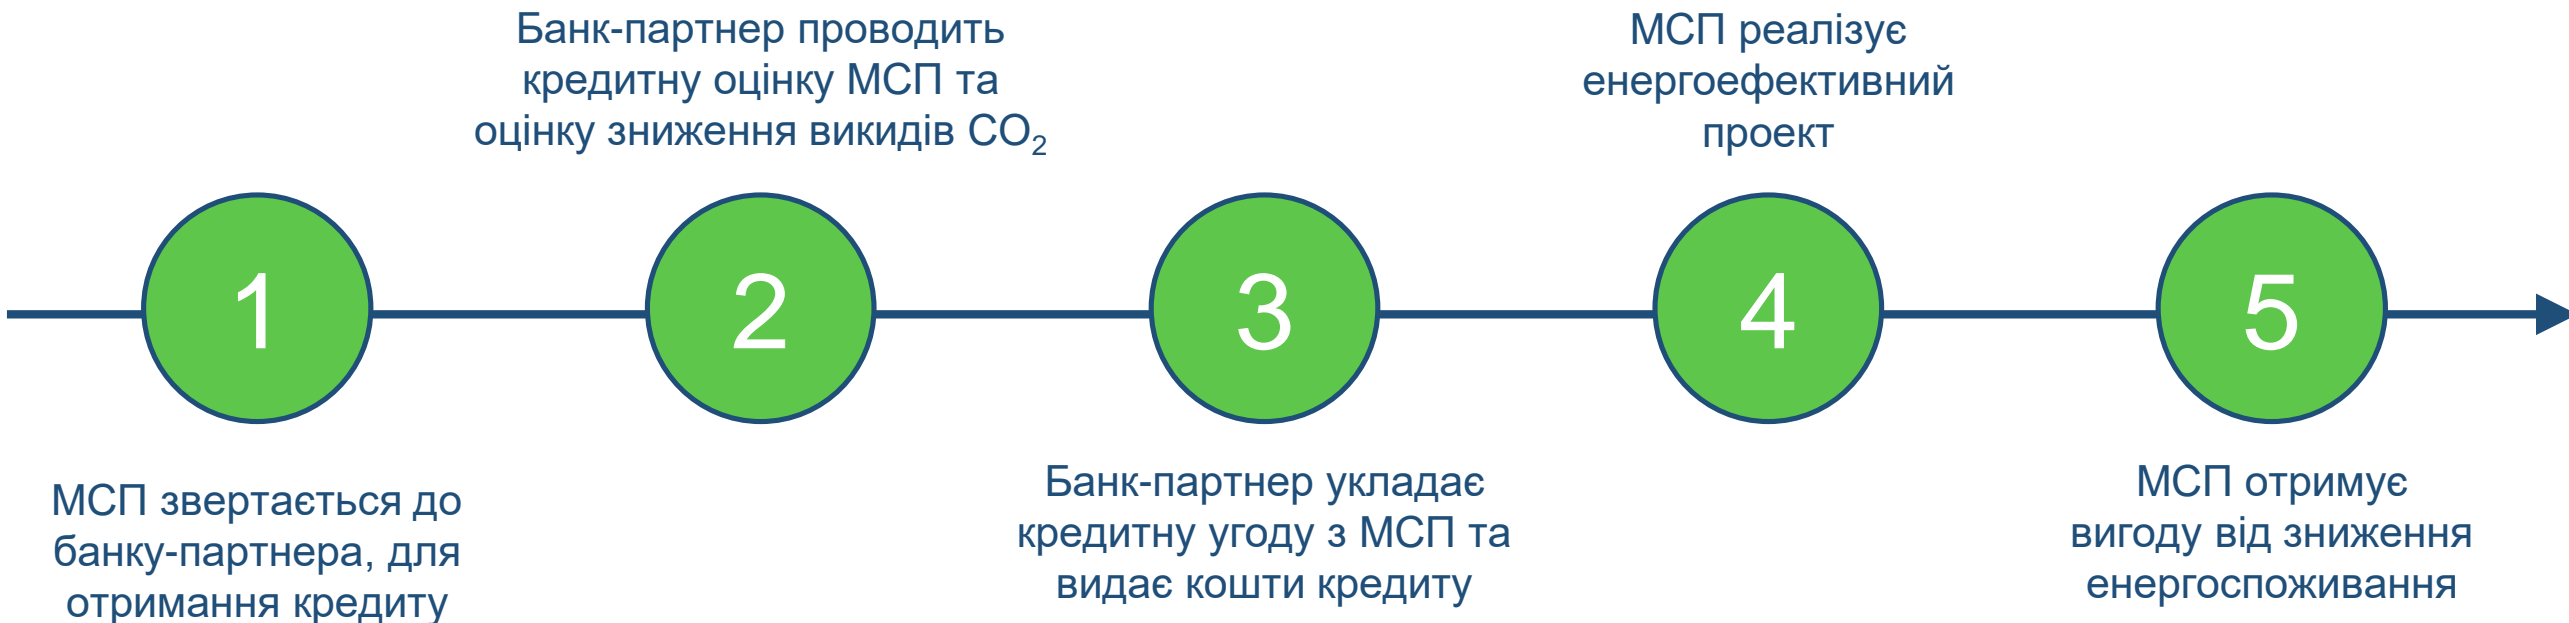 Банк-партнер проводить
кредитну оцінку МСП та
оцінку зниження викидів CO₂
МСП реалізує
енергоефективний
проект
1
2
3
4
5
МСП звертається до
банку-партнера, для
отримання кредиту
Банк-партнер укладає
кредитну угоду з МСП та
видає кошти кредиту
МСП отримує
вигоду від зниження
енергоспоживання